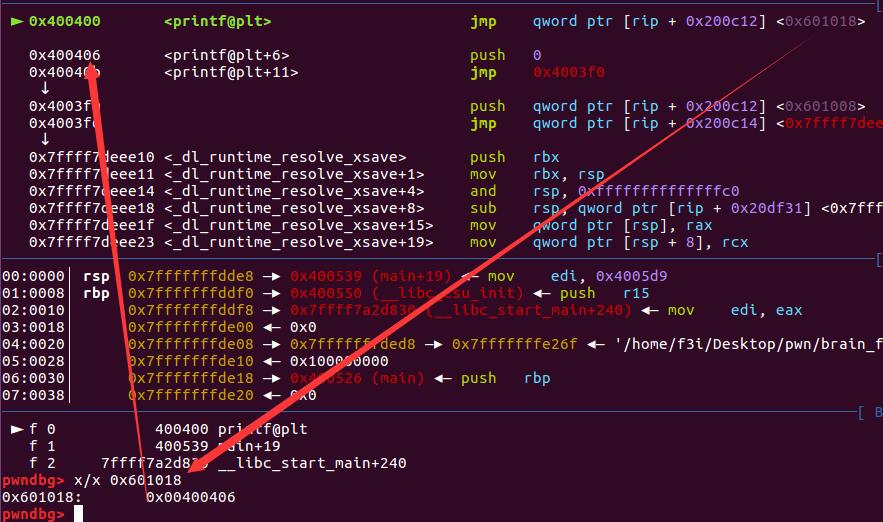 [
► 0x400400 <printf@plt> jmp qword ptr [rip + 0x200c12] <0x601018>
0x400406 <printf@plt+6> push 0
0x40040b <printf@plt+11> jmp 0x4003f0
↓
0x4003f0 push qword ptr [rip + 0x200c12] <0x601008>
0x4003f6 jmp qword ptr [rip + 0x200c14] <0x7ffff7dee
↓
0x7ffff7deee10 <_dl_runtime_resolve_xsave> push rbx
0x7ffff7deee11 <_dl_runtime_resolve_xsave+1> mov rbx, rsp
0x7ffff7deee14 <_dl_runtime_resolve_xsave+4> and rsp, 0xffffffffffffffc0
0x7ffff7deee18 <_dl_runtime_resolve_xsave+8> sub rsp, qword ptr [rip + 0x20df31] <0x7fff
0x7ffff7deee1f <_dl_runtime_resolve_xsave+15> mov qword ptr [rsp], rax
0x7ffff7deee23 <_dl_runtime_resolve_xsave+19> mov qword ptr [rsp + 8], rcx
[
00:0000│ rsp 0x7fffffffdde8 —► 0x400539 (main+19) ◄— mov edi, 0x4005d9
01:0008│ rbp 0x7fffffffddf0 —► 0x400550 (__libc_csu_init) ◄— push r15
02:0010│ 0x7fffffffddf8 —► 0x7ffff7a2d830 (__libc_start_main+240) ◄— mov edi, eax
03:0018│ 0x7fffffffde00 ◄— 0x0
04:0020│ 0x7fffffffde08 —► 0x7fffffffded8 —► 0x7fffffffe26f ◄— '/home/f3i/Desktop/pwn/brain_f
05:0028│ 0x7fffffffde10 ◄— 0x100000000
06:0030│ 0x7fffffffde18 —► 0x400526 (main) ◄— push rbp
07:0038│ 0x7fffffffde20 ◄— 0x0
[ B
► f 0 400400 printf@plt
f 1 400539 main+19
f 2 7ffff7a2d830 __libc_start_main+240
pwndbg> x/x 0x601018
0x601018: 0x00400406
pwndbg>